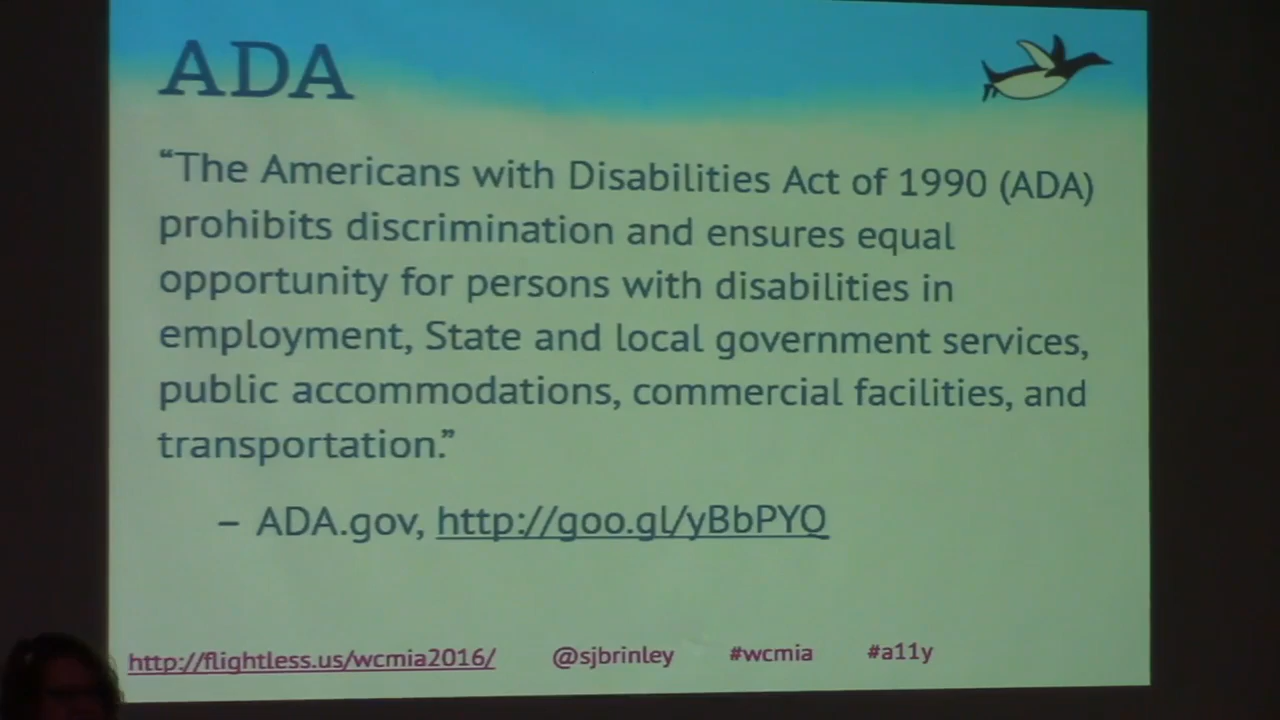 ADA
“The Americans with Disabilities Act of 1990 (ADA)
prohibits discrimination and ensures equal
opportunity for persons with disabilities in
employment, State and local government services,
public accommodations, commercial facilities, and
transportation.”
– ADA.gov, http://goo.gl/yBbPYQ
http://flightless.us/wcmia2016/ @sjbrinley #wcmia #a11y